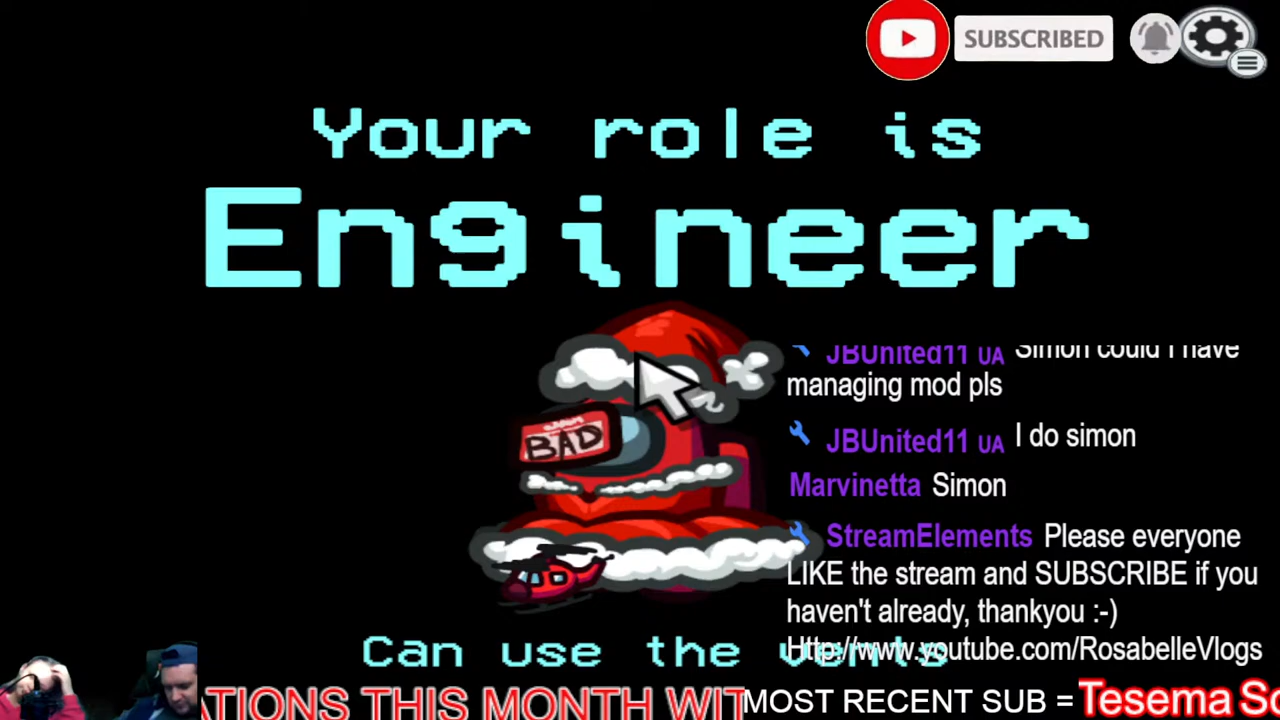 SUBSCRIBED
Your role is
Engineer
BAD
JBUnited11 UA Simon could I have
managing mod pls
JBUnited11 UA I do simon
Marvinetta Simon
StreamElements Please everyone
LIKE the stream and SUBSCRIBE if you
haven't already, thankyou :-)
Http://www.youtube.com/RosabelleVlogs
Can use the vents
ATIONS THIS MONTH WIT
MOST RECENT SUB = Tesema So